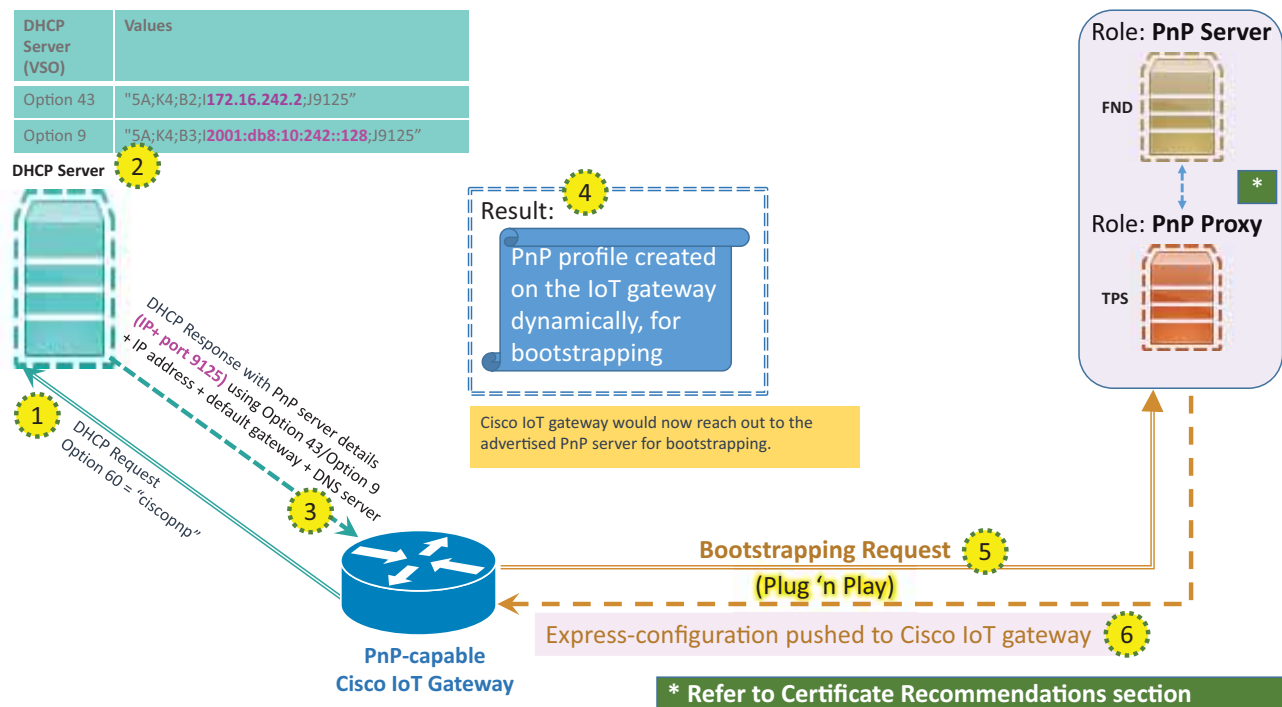 DHCP Server (VSO)
Values
Option 43
"5A;K4;B2;I172.16.242.2;J9125”
Option 9
"5A;K4;B3;I2001:db8:10:242::128;J9125”
DHCP Server
2
4
Result:
PnP profile created
on the IoT gateway
dynamically, for
bootstrapping
Cisco IoT gateway would now reach out to the
advertised PnP server for bootstrapping.
Role: PnP Server
FND
*
Role: PnP Proxy
TPS
1
DHCP Request
Option 60 = “ciscopnp”
DHCP Response with PnP server details
(IP+ port 9125) using Option 43/Option 9
+ IP address + default gateway + DNS server
3
PnP-capable
Cisco IoT Gateway
Bootstrapping Request
5
(Plug ‘n Play)
Express-configuration pushed to Cisco IoT gateway
6
* Refer to Certificate Recommendations section